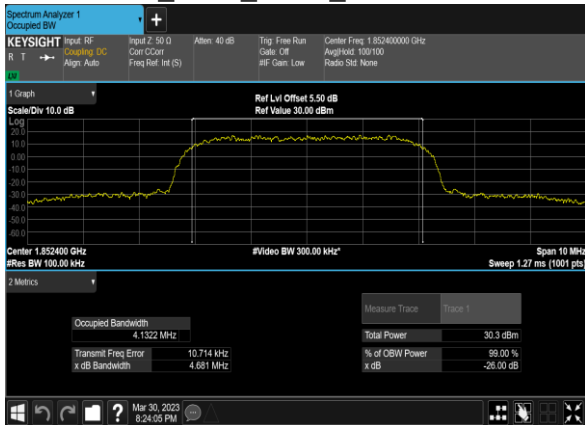 Spectrum Analyzer 1
Occupied BW
KEYSIGHT Input: RF Input Z: 50 Ω Atten: 40 dB Trig: Free Run Center Freq: 1.852400000 GHz
R T Coupling: DC Corr CCorr Gate: Off Avg|Hold: 100/100
Align: Auto Freq Ref: Int (S) #IF Gain: Low Radio Std: None
1 Graph
Ref Lvl Offset 5.50 dB
Scale/Div 10.0 dB Ref Value 30.00 dBm
Log
20.0
10.0
0.00
-10.0
-20.0
-30.0
-40.0
-50.0
-60.0
Center 1.852400 GHz #Video BW 300.00 kHz* Span 10 MHz
#Res BW 100.00 kHz Sweep 1.27 ms (1001 pts)
2 Metrics
Measure Trace Trace 1
Occupied Bandwidth
4.1322 MHz Total Power 30.3 dBm
Transmit Freq Error 10.714 kHz % of OBW Power 99.00 %
x dB Bandwidth 4.681 MHz x dB -26.00 dB
Mar 30, 2023
8:24:05 PM